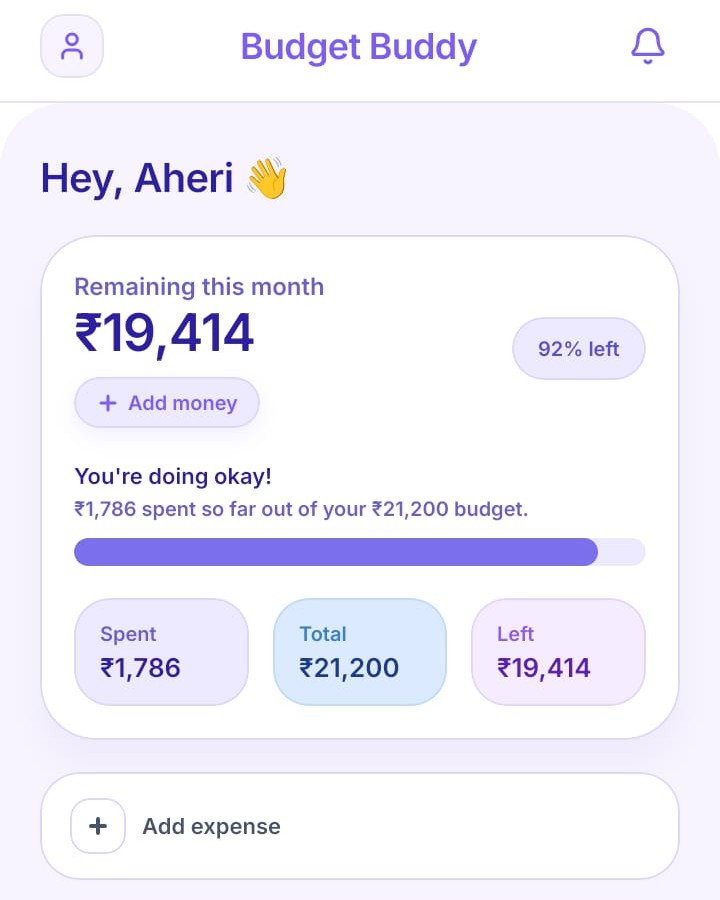 Budget Buddy
Hey, Aheri 👋
Remaining this month
₹19,414
92% left
+ Add money
You're doing okay!
₹1,786 spent so far out of your ₹21,200 budget.
Spent
₹1,786
Total
₹21,200
Left
₹19,414
+ Add expense